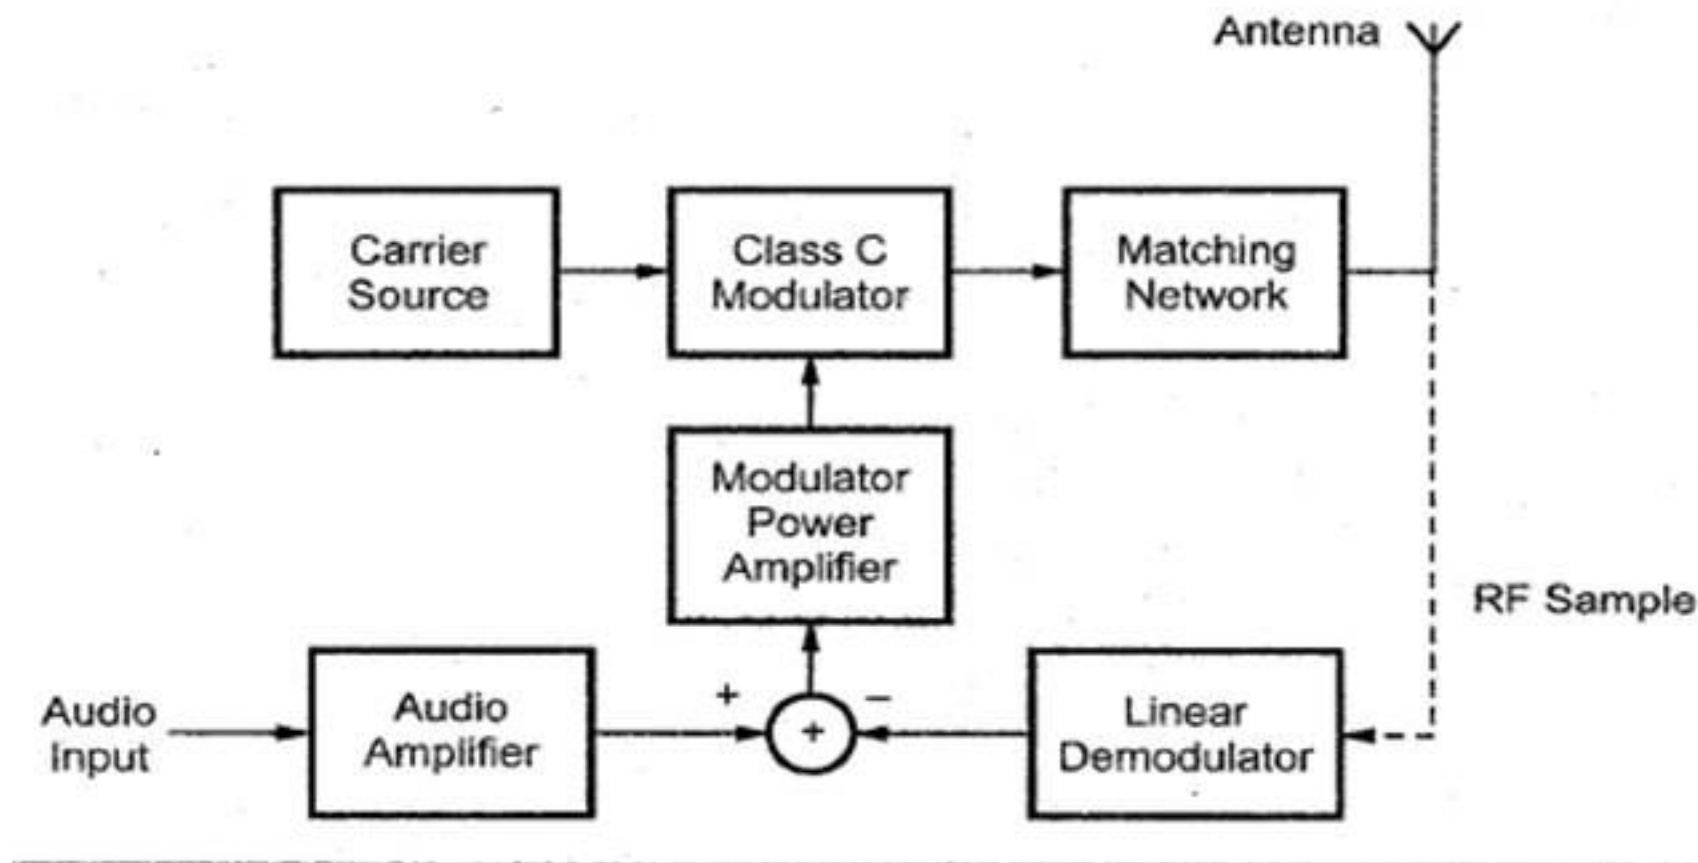 Antenna
Carrier
Source
Class C
Modulator
Matching
Network
Modulator
Power
Amplifier
RF Sample
Audio
Input
Audio
Amplifier
+
–
+
Linear
Demodulator